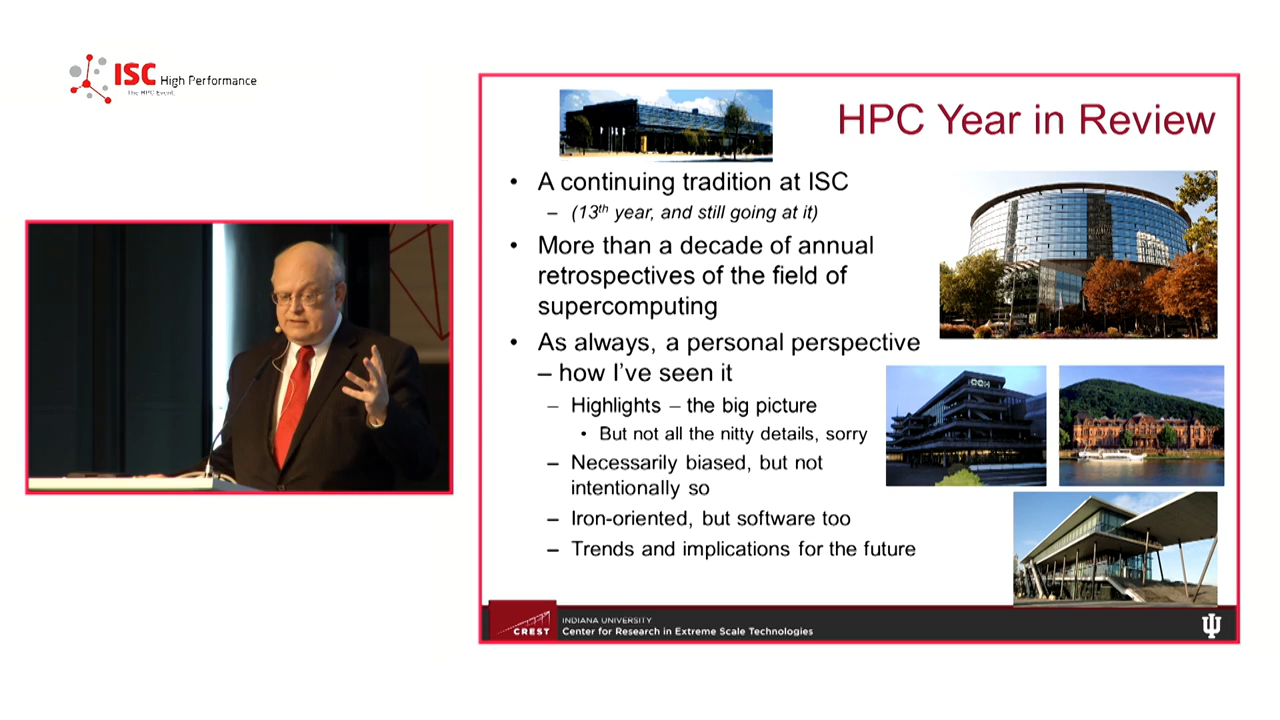 ISC High Performance
The HPC Event.
HPC Year in Review
• A continuing tradition at ISC
– (13th year, and still going at it)
• More than a decade of annual
retrospectives of the field of
supercomputing
• As always, a personal perspective
– how I've seen it
– Highlights – the big picture
• But not all the nitty details, sorry
– Necessarily biased, but not
intentionally so
– Iron-oriented, but software too
– Trends and implications for the future
CREST
INDIANA UNIVERSITY
Center for Research in Extreme Scale Technologies